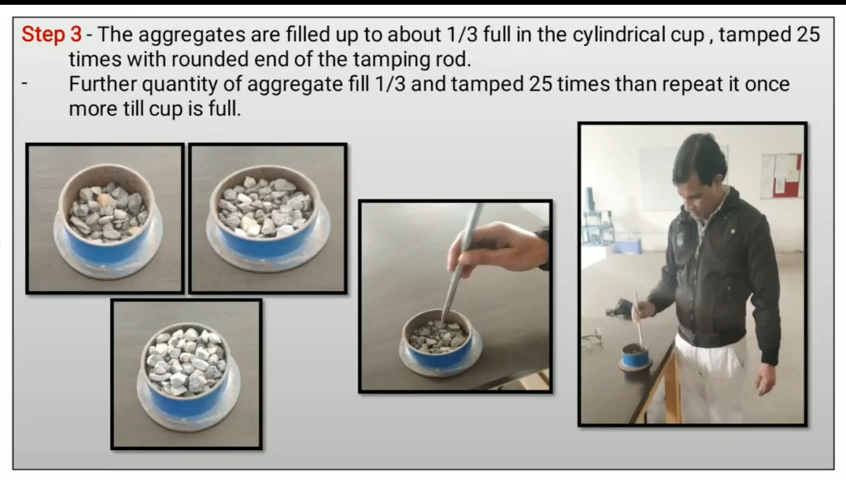 Step 3 - The aggregates are filled up to about 1/3 full in the cylindrical cup , tamped 25
times with rounded end of the tamping rod.
- Further quantity of aggregate fill 1/3 and tamped 25 times than repeat it once
more till cup is full.